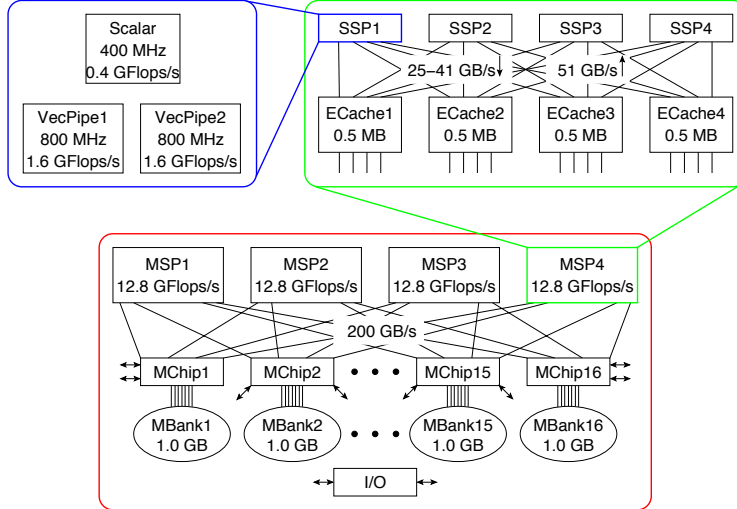 Scalar
400 MHz
0.4 GFlops/s
VecPipe1
800 MHz
1.6 GFlops/s
VecPipe2
800 MHz
1.6 GFlops/s
SSP1
SSP2
SSP3
SSP4
25–41 GB/s
51 GB/s
ECache1
0.5 MB
ECache2
0.5 MB
ECache3
0.5 MB
ECache4
0.5 MB
MSP1
12.8 GFlops/s
MSP2
12.8 GFlops/s
MSP3
12.8 GFlops/s
MSP4
12.8 GFlops/s
200 GB/s
MChip1
MChip2
MChip15
MChip16
MBank1
1.0 GB
MBank2
1.0 GB
MBank15
1.0 GB
MBank16
1.0 GB
I/O